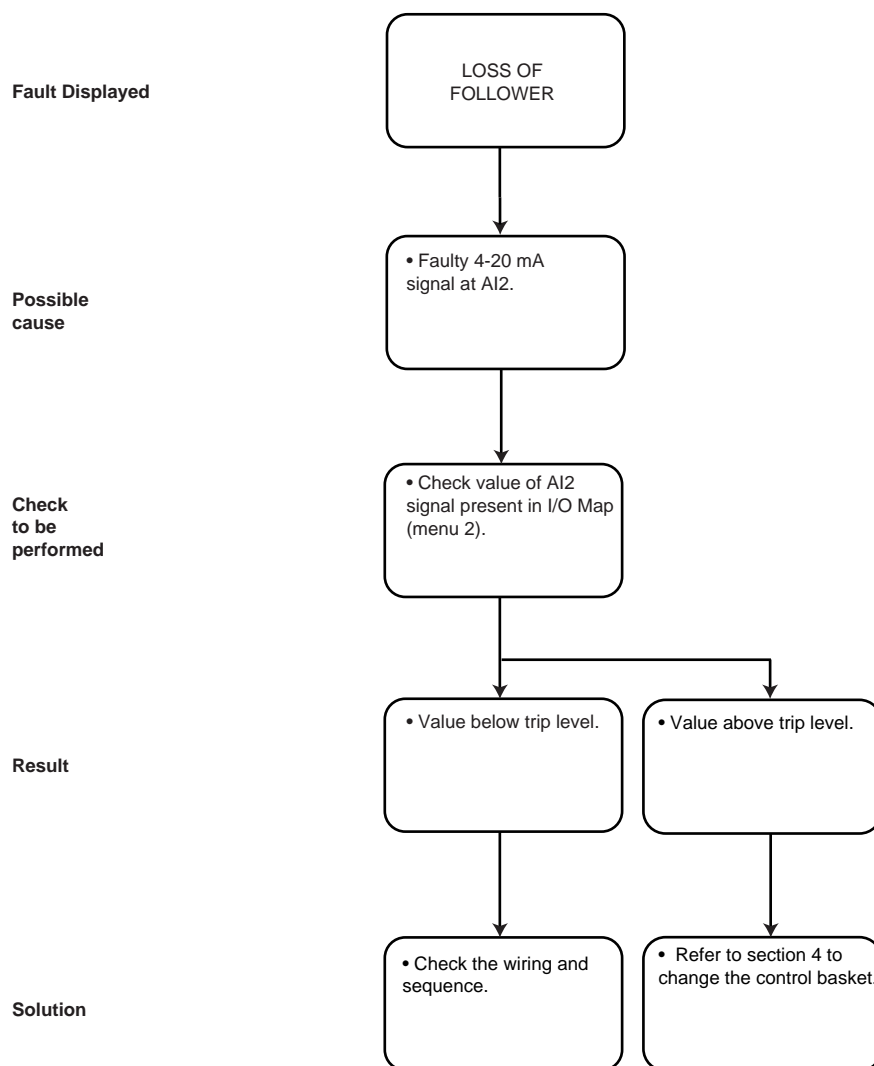 Fault Displayed
LOSS OF
FOLLOWER
Possible
cause
• Faulty 4-20 mA
signal at AI2.
Check
to be
performed
• Check value of AI2
signal present in I/O Map
(menu 2).
Result
• Value below trip level.
• Value above trip level.
Solution
• Check the wiring and
sequence.
• Refer to section 4 to
change the control basket.